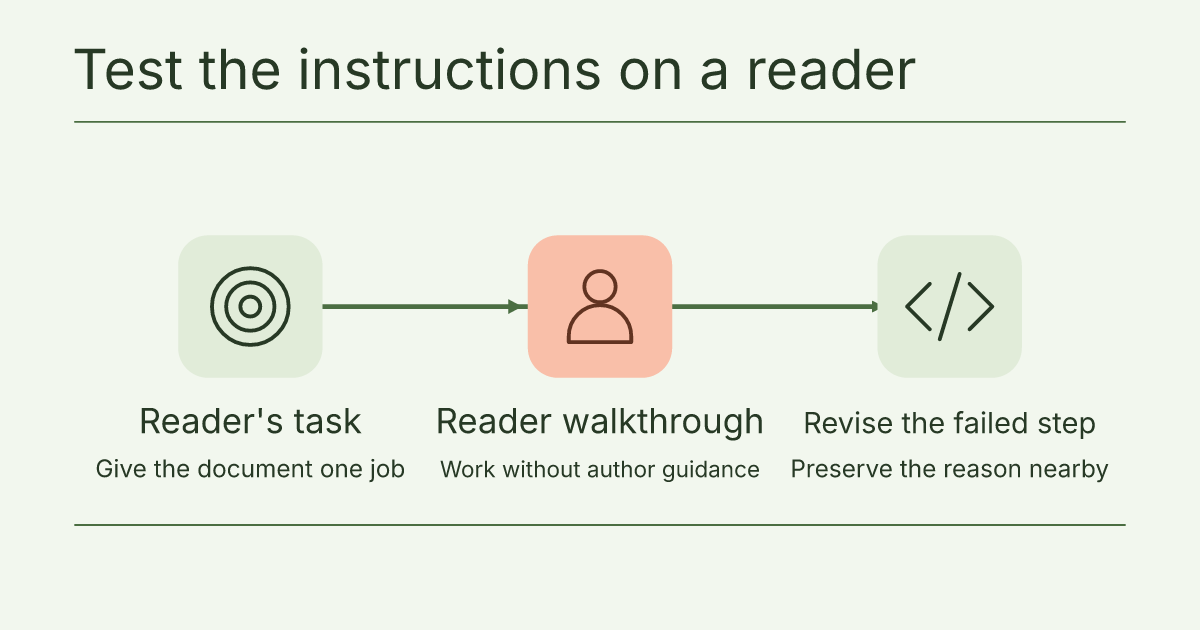 Test the instructions on a reader
Reader's task
Give the document one job
Reader walkthrough
Work without author guidance
Revise the failed step
Preserve the reason nearby